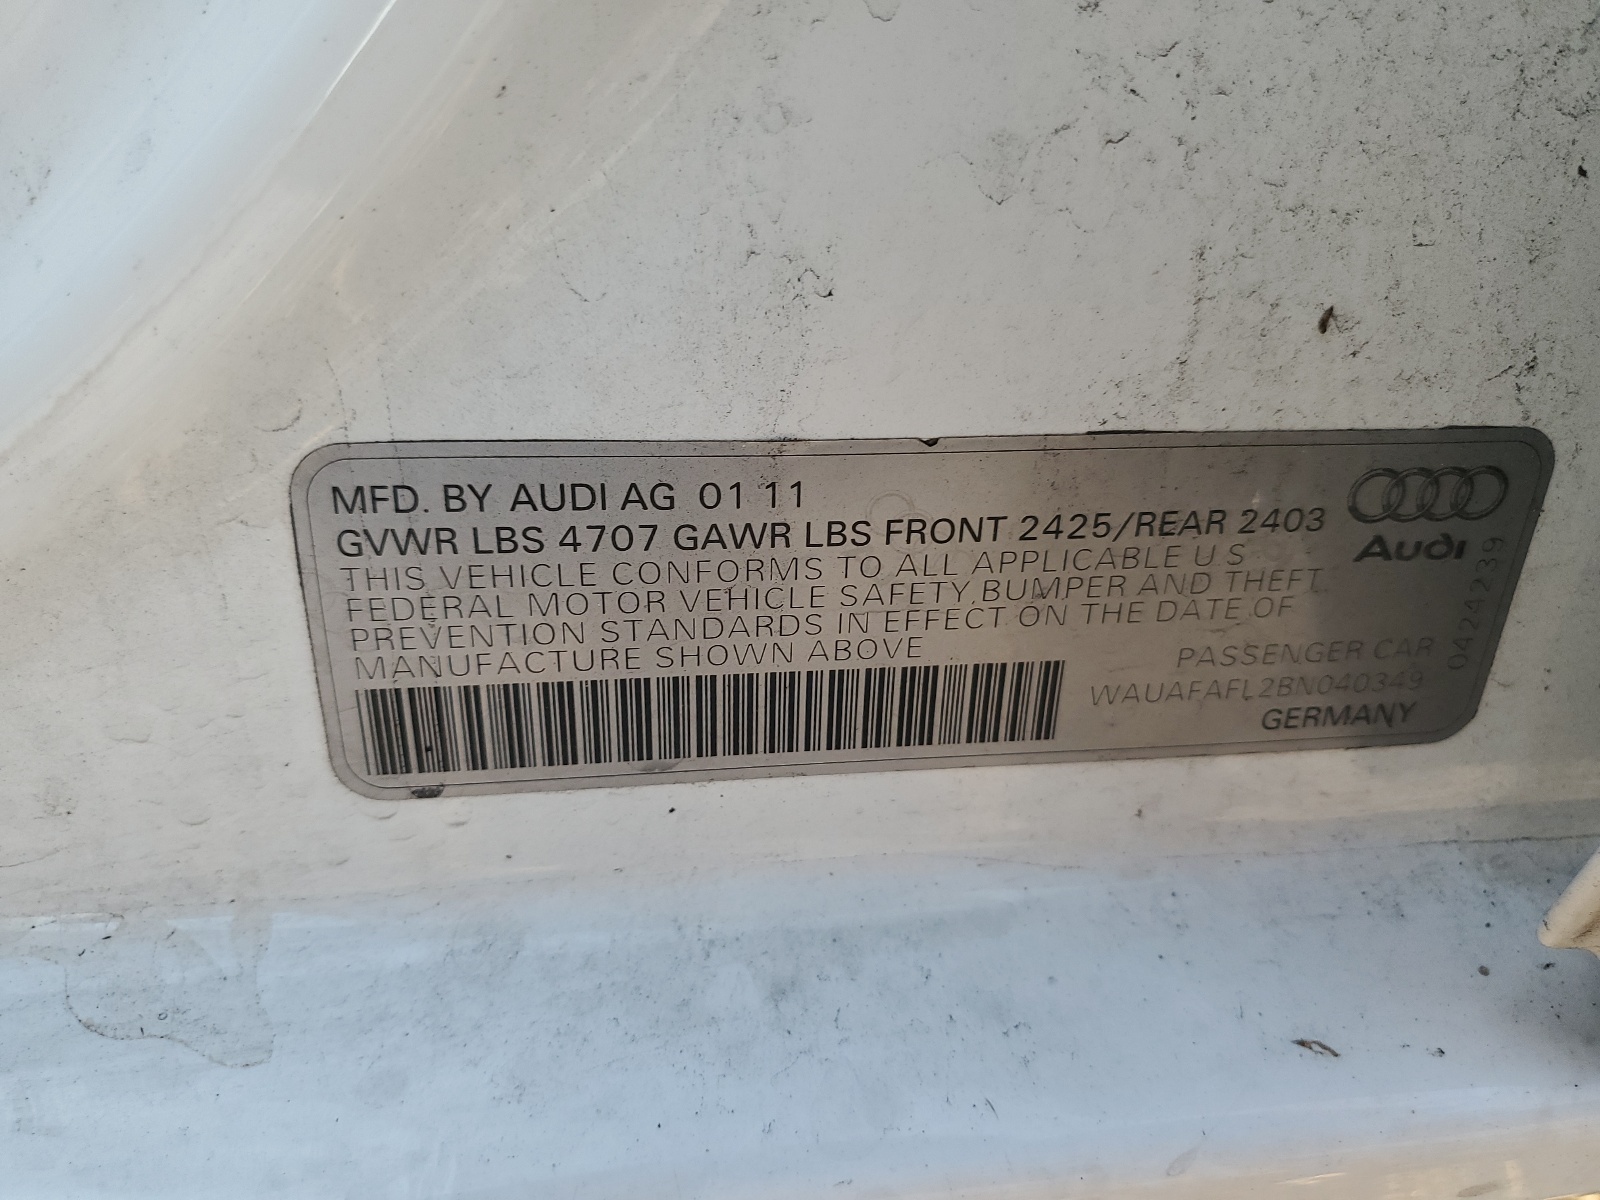 MFD. BY AUDI AG 01 11
GVWR LBS 4707 GAWR LBS FRONT 2425/REAR 2403
THIS VEHICLE CONFORMS TO ALL APPLICABLE U S
FEDERAL MOTOR VEHICLE SAFETY, BUMPER AND THEFT
PREVENTION STANDARDS IN EFFECT ON THE DATE OF
MANUFACTURE SHOWN ABOVE
Audi
0424239
PASSENGER CAR
WAUAFAFL2BN040349
GERMANY